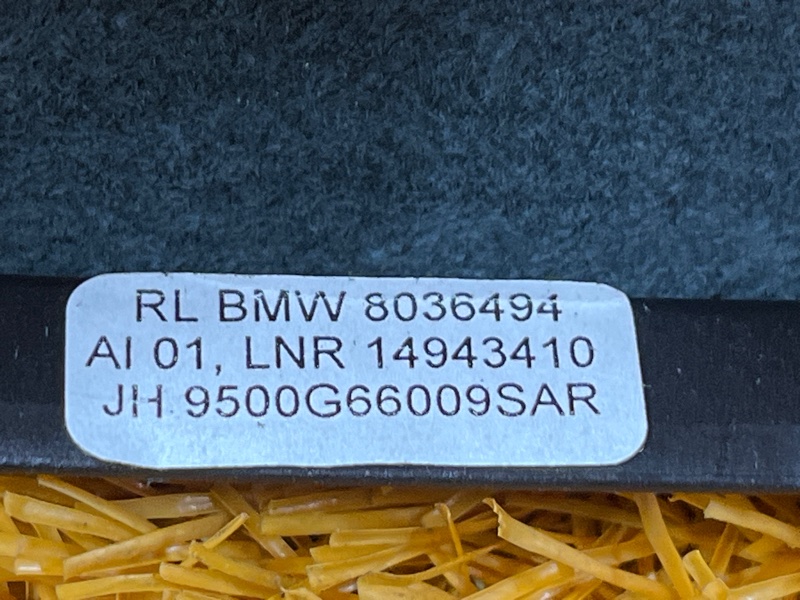 RL BMW 8036494
AI 01, LNR 14943410
JH 9500G66009SAR